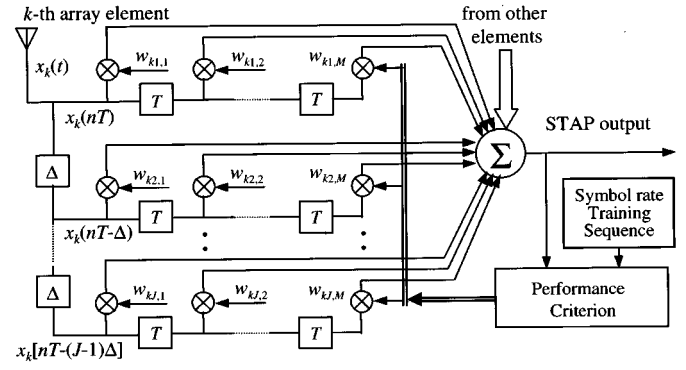 k-th array element
from other
elements
x_k(t)
w_{k1,1}
w_{k1,2}
w_{k1,M}
T
T
x_k(nT)
STAP output
Δ
w_{k2,1}
w_{k2,2}
w_{k2,M}
Σ
T
T
x_k(nT-Δ)
Symbol rate
Training
Sequence
Δ
w_{kJ,1}
w_{kJ,2}
w_{kJ,M}
Performance
Criterion
T
T
x_k[nT-(J-1)Δ]